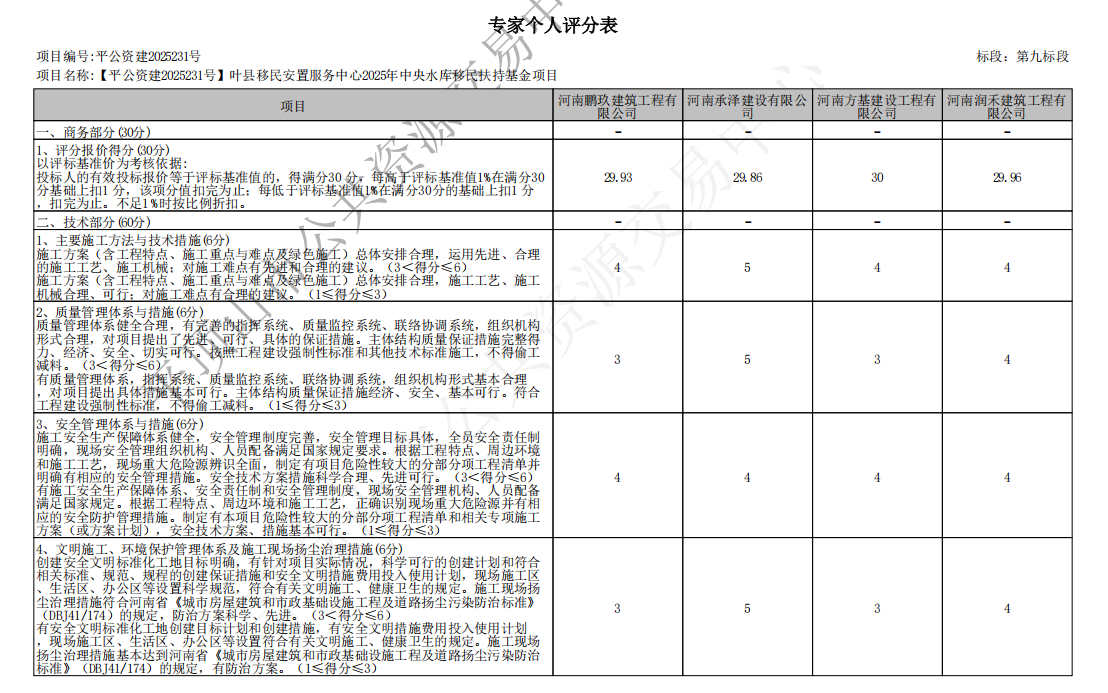 专家个人评分表
项目编号:平公资建2025231号
标段：第九标段
项目名称:【平公资建2025231号】叶县移民安置服务中心2025年中央水库移民扶持基金项目
项目
河南鹏玖建筑工程有
限公司
河南承泽建设有限公
司
河南方基建设工程有
限公司
河南润禾建筑工程有
限公司
一、商务部分(30分)
-
-
-
-
1、评分报价得分(30分)
以评标基准价为考核依据:
投标人的有效投标报价等于评标基准值的，得满分30 分，每高于评标基准值1%在满分30
分基础上扣1 分，该项分值扣完为止；每低于评标基准值1%在满分30分的基础上扣1 分
，扣完为止。不足1%时按比例折扣。
29.93
29.86
30
29.96
二、技术部分(60分)
-
-
-
-
1、主要施工方法与技术措施(6分)
施工方案（含工程特点、施工重点与难点及绿色施工）总体安排合理，运用先进、合理
的施工工艺、施工机械；对施工难点有先进和合理的建议。（3＜得分≤6）
施工方案（含工程特点、施工重点与难点及绿色施工）总体安排合理，施工工艺、施工
机械合理、可行；对施工难点有合理的建议。（1≤得分≤3）
4
5
4
4
2、质量管理体系与措施(6分)
质量管理体系健全合理，有完善的指挥系统、质量监控系统、联络协调系统，组织机构
形式合理，对项目提出了先进、可行、具体的保证措施。主体结构质量保证措施完整得
力、经济、安全、切实可行。按照工程建设强制性标准和其他技术标准施工，不得偷工
减料。（3＜得分≤6）
有质量管理体系，指挥系统、质量监控系统、联络协调系统，组织机构形式基本合理
，对项目提出具体措施基本可行。主体结构质量保证措施经济、安全、基本可行。符合
工程建设强制性标准，不得偷工减料。（1≤得分≤3）
3
5
3
4
3、安全管理体系与措施(6分)
施工安全生产保障体系健全，安全管理制度完善，安全管理目标具体，全员安全责任制
明确，现场安全管理组织机构、人员配备满足国家规定要求。根据工程特点、周边环境
和施工工艺，现场重大危险源辨识全面，制定有项目危险性较大的分部分项工程清单并
明确有相应的安全管理措施。安全技术方案措施科学合理、先进可行。（3＜得分≤6）
有施工安全生产保障体系、安全责任制和安全管理制度，现场安全管理机构、人员配备
满足国家规定。根据工程特点、周边环境和施工工艺，正确识别现场重大危险源并有相
应的安全防护管理措施。制定有本项目危险性较大的分部分项工程清单和相关专项施工
方案（或方案计划），安全技术方案、措施基本可行。（1≤得分≤3）
4
4
4
4
4、文明施工、环境保护管理体系及施工现场扬尘治理措施(6分)
创建安全文明标准化工地目标明确，有针对项目实际情况，科学可行的创建计划和符合
相关标准、规范、规程的创建保证措施和安全文明措施费用投入使用计划，现场施工区
、生活区、办公区等设置科学规范，符合有关文明施工、健康卫生的规定。施工现场扬
尘治理措施符合河南省《城市房屋建筑和市政基础设施工程及道路扬尘污染防治标准》
（DBJ41/174）的规定，防治方案科学、先进。（3＜得分≤6）
有安全文明标准化工地创建目标计划和创建措施，有安全文明措施费用投入使用计划
，现场施工区、生活区、办公区等设置符合有关文明施工、健康卫生的规定。施工现场
扬尘治理措施基本达到河南省《城市房屋建筑和市政基础设施工程及道路扬尘污染防治
标准》（DBJ41/174）的规定，有防治方案。（1≤得分≤3）
3
5
3
4
平顶山市公共资源交易中
公共资源交易中心